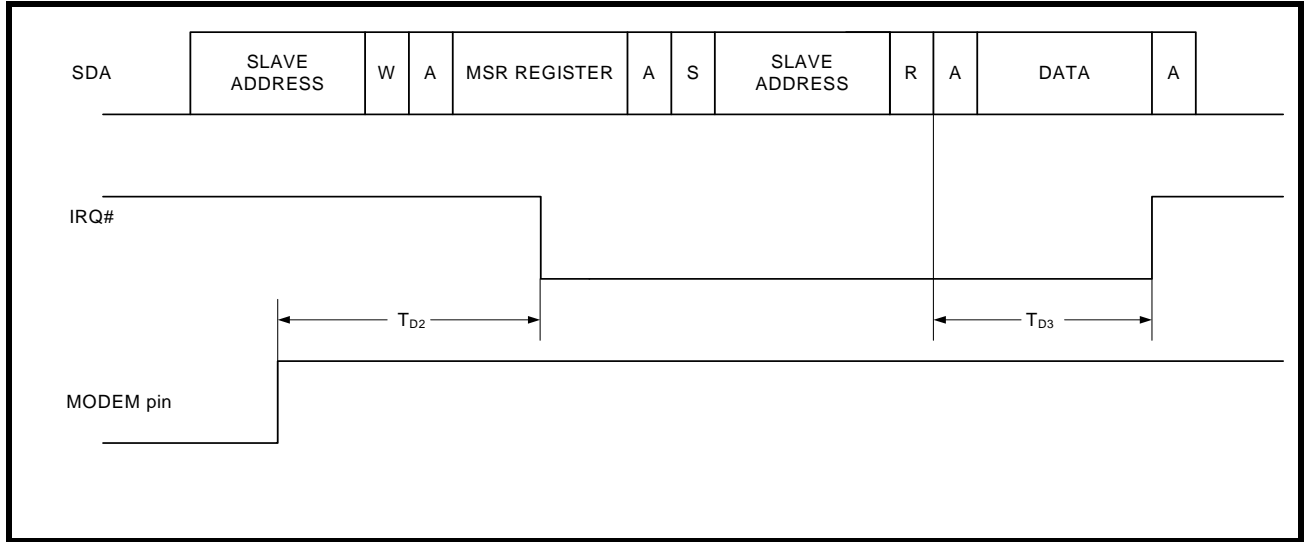 SDA
SLAVE
ADDRESS
W
A
MSR REGISTER
A
S
SLAVE
ADDRESS
R
A
DATA
A
IRQ#
TD2
TD3
MODEM pin